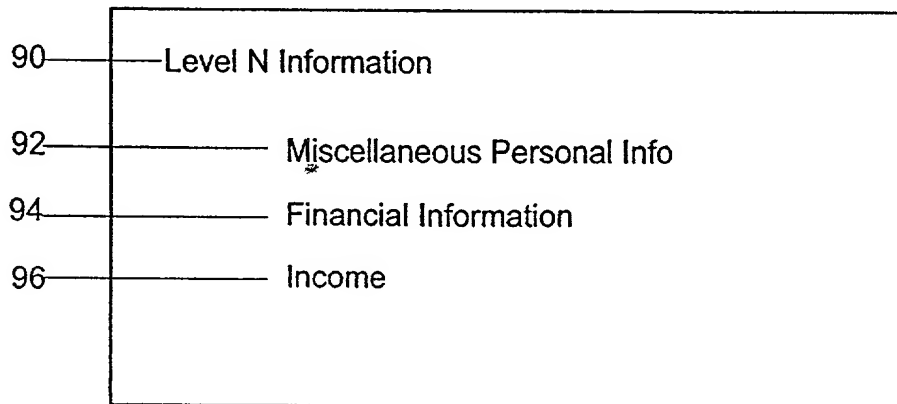 90 Level N Information
92 Miscellaneous Personal Info
94 Financial Information
96 Income